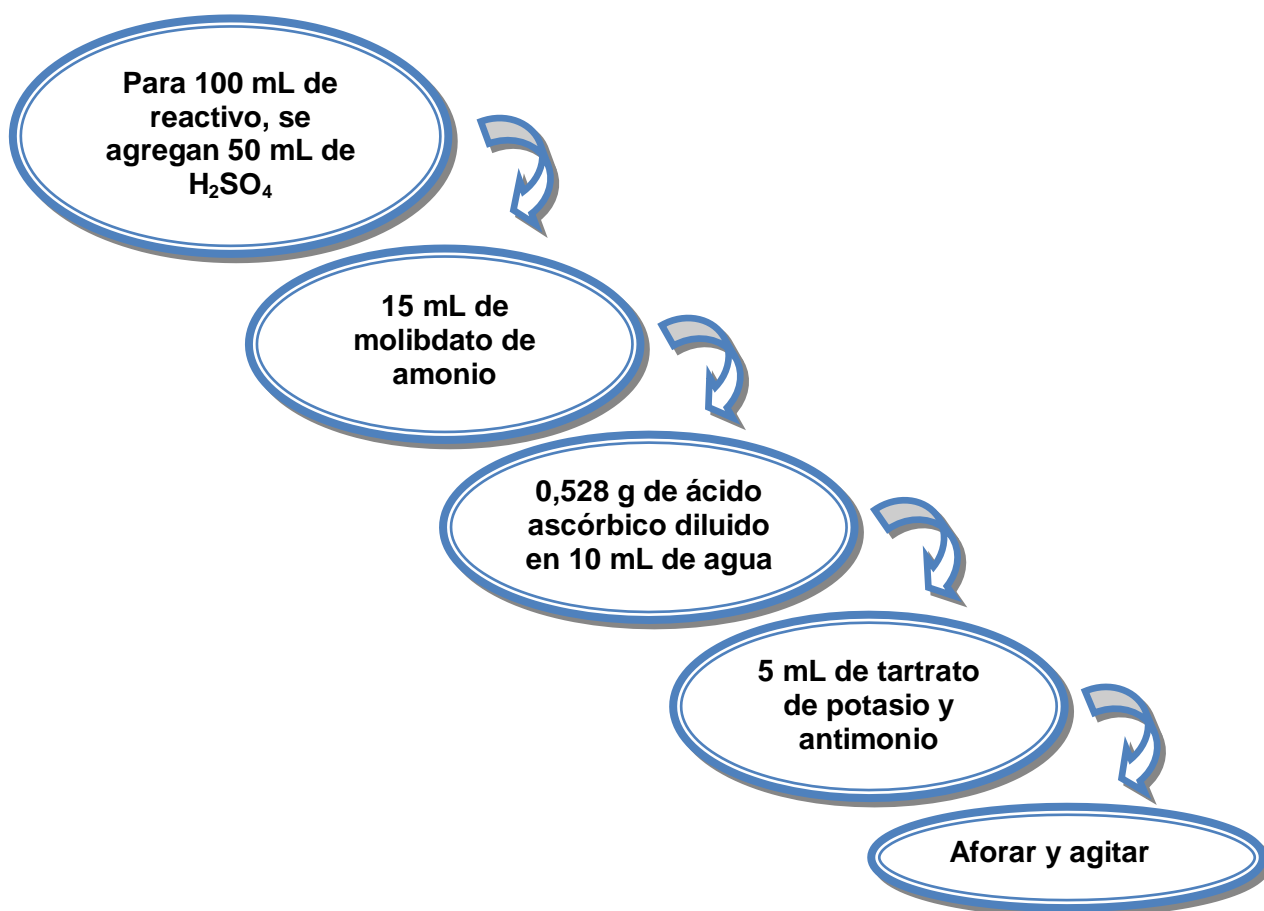 Para 100 mL de
reactivo, se
agregan 50 mL de
H₂SO₄
15 mL de
molibdato de
amonio
0,528 g de ácido
ascórbico diluido
en 10 mL de agua
5 mL de tartrato
de potasio y
antimonio
Aforar y agitar